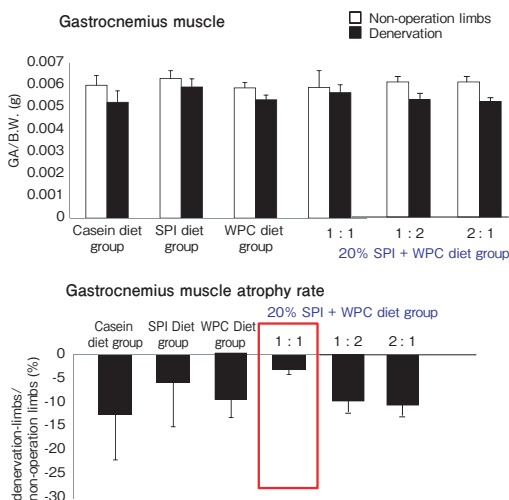 Gastrocnemius muscle
Non-operation limbs
Denervation
GA/B.W. (g)
0.007
0.006
0.005
0.004
0.003
0.002
0.001
0
Casein diet group
SPI diet group
WPC diet group
1 : 1
1 : 2
2 : 1
20% SPI + WPC diet group
Gastrocnemius muscle atrophy rate
20% SPI + WPC diet group
Casein diet group
SPI Diet group
WPC Diet group
1 : 1
1 : 2
2 : 1
denervation-limbs/
non-operation limbs (%)
0
-5
-10
-15
-20
-25
-30